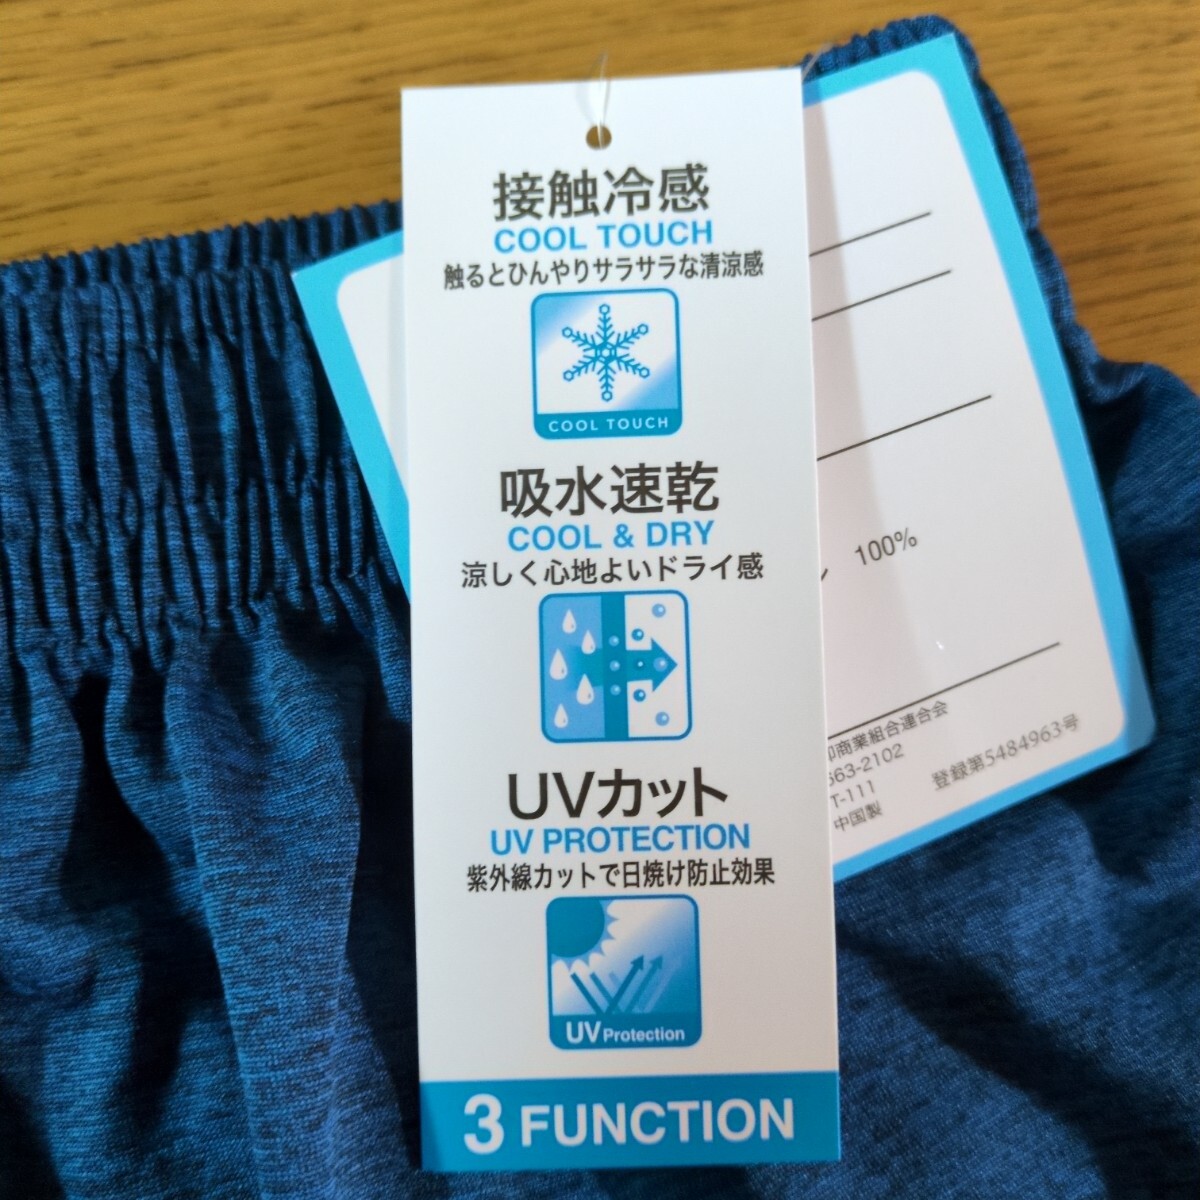 接触冷感
COOL TOUCH
触るとひんやりサラサラな清涼感
COOL TOUCH
吸水速乾
COOL & DRY
涼しく心地よいドライ感
UVカット
UV PROTECTION
紫外線カットで日焼け防止効果
UV Protection
3 FUNCTION
100%
卸商業組合連合会
663-2102
T-111
中国製
登録第5484963号